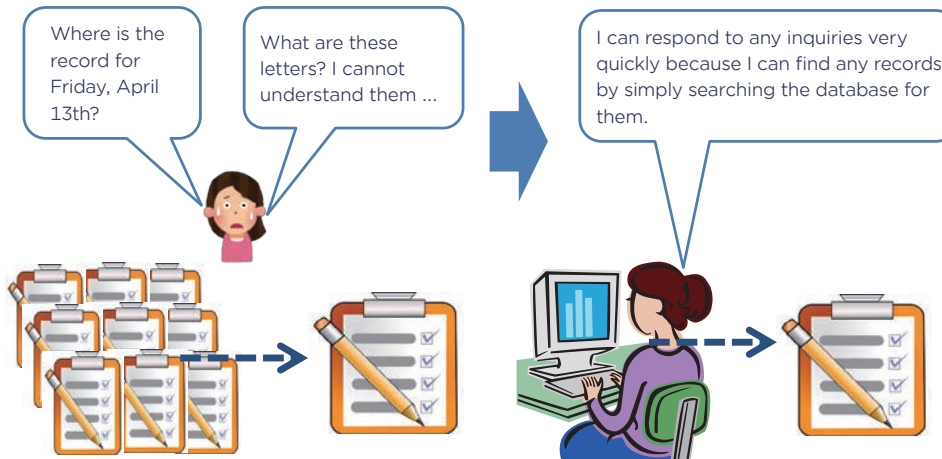 Where is the
record for
Friday, April
13th?
What are these
letters? I cannot
understand them ...
I can respond to any inquiries very
quickly because I can find any records
by simply searching the database for
them.